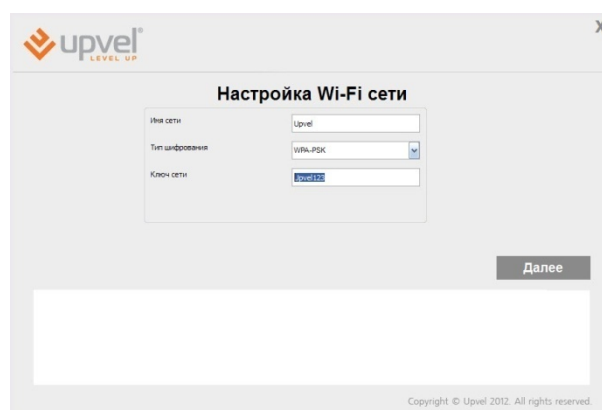 X
upvel®
LEVEL UP
Настройка Wi-Fi сети
Имя сети
Upvel
Тип шифрования
WPA-PSK
Ключ сети
Upvel123
Далее
Copyright © Upvel 2012. All rights reserved.